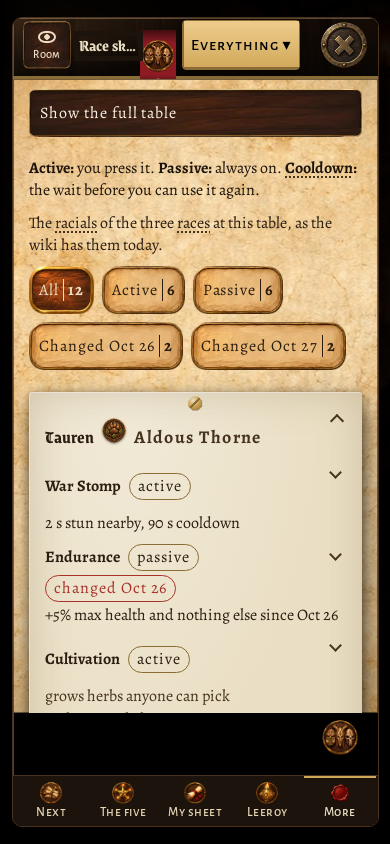 Room
Race sk...
Everything ▼
Show the full table
Active: you press it. Passive: always on. Cooldown:
the wait before you can use it again.
The racials of the three races at this table, as the
wiki has them today.
All | 12
Active | 6
Passive | 6
Changed Oct 26 | 2
Changed Oct 27 | 2
Tauren Aldous Thorne
War Stomp active
2 s stun nearby, 90 s cooldown
Endurance passive
changed Oct 26
+5% max health and nothing else since Oct 26
Cultivation active
grows herbs anyone can pick
Next
The five
My sheet
Leeroy
More